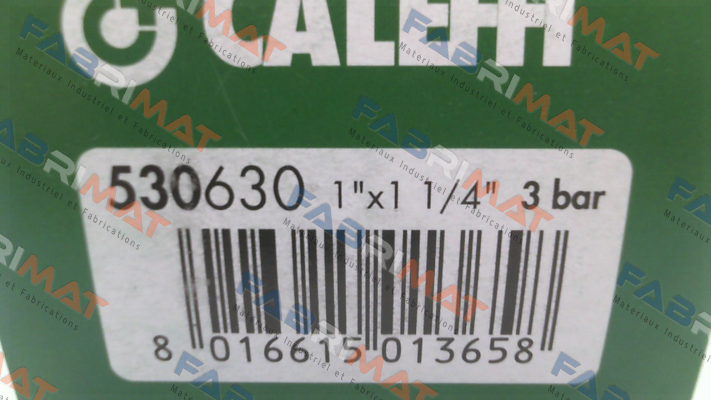 CALEFFI
530630 1"x1 1/4" 3 bar
8 016615 013658
FABRIMAT
Materiaux Industriel et Fabrications